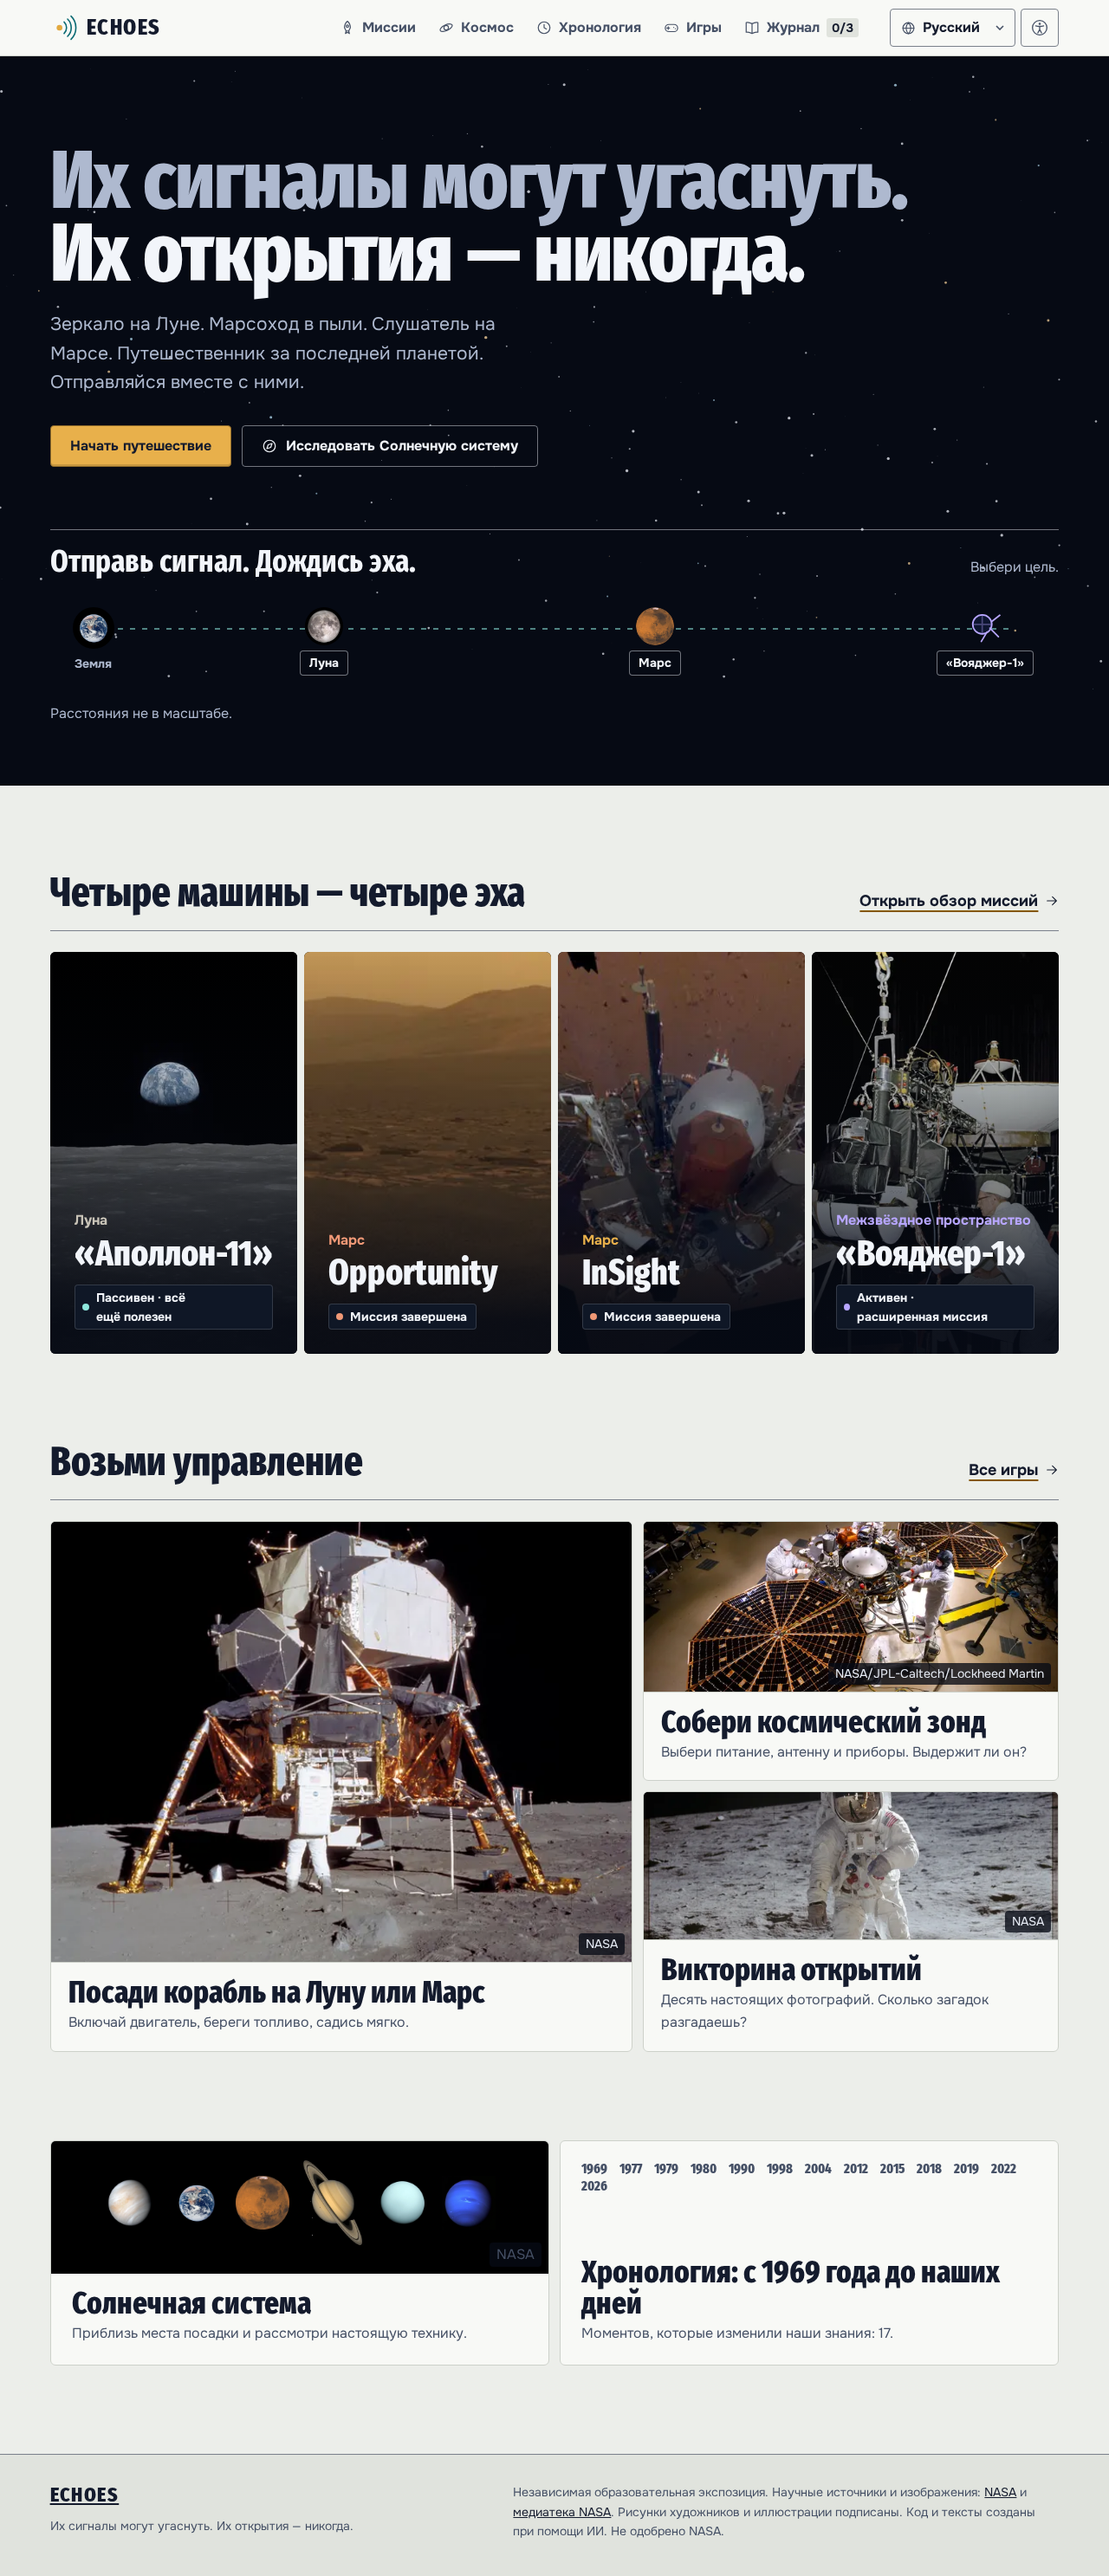 ECHOES
Миссии
Космос
Хронология
Игры
Журнал 0/3
Русский
Их сигналы могут угаснуть.
Их открытия — никогда.
Зеркало на Луне. Марсоход в пыли. Слушатель на
Марсе. Путешественник за последней планетой.
Отправляйся вместе с ними.
Начать путешествие
Исследовать Солнечную систему
Отправь сигнал. Дождись эха.
Выбери цель.
Земля
Луна
Марс
«Вояджер-1»
Расстояния не в масштабе.
Четыре машины — четыре эха
Открыть обзор миссий
Луна
«Аполлон-11»
Пассивен · всё
ещё полезен
Марс
Opportunity
Миссия завершена
Марс
InSight
Миссия завершена
Межзвёздное пространство
«Вояджер-1»
Активен ·
расширенная миссия
Возьми управление
Все игры
NASA
Посади корабль на Луну или Марс
Включай двигатель, береги топливо, садись мягко.
NASA/JPL-Caltech/Lockheed Martin
Собери космический зонд
Выбери питание, антенну и приборы. Выдержит ли он?
NASA
Викторина открытий
Десять настоящих фотографий. Сколько загадок
разгадаешь?
NASA
Солнечная система
Приблизь места посадки и рассмотри настоящую технику.
1969 1977 1979 1980 1990 1998 2004 2012 2015 2018 2019 2022
2026
Хронология: с 1969 года до наших
дней
Моментов, которые изменили наши знания: 17.
ECHOES
Их сигналы могут угаснуть. Их открытия — никогда.
Независимая образовательная экспозиция. Научные источники и изображения: NASA и
медиатека NASA. Рисунки художников и иллюстрации подписаны. Код и тексты созданы
при помощи ИИ. Не одобрено NASA.